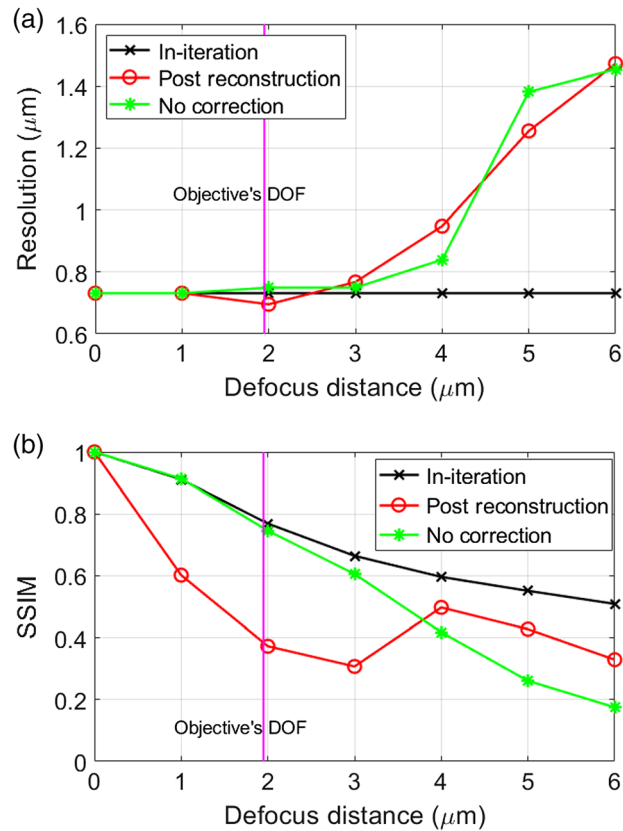 (a)
1.6
1.4
1.2
1
0.8
0.6
Resolution (μm)
In-iteration
Post reconstruction
No correction
Objective's DOF
0 1 2 3 4 5 6
Defocus distance (μm)
(b)
1
0.8
0.6
0.4
0.2
0
SSIM
In-iteration
Post reconstruction
No correction
Objective's DOF
0 1 2 3 4 5 6
Defocus distance (μm)